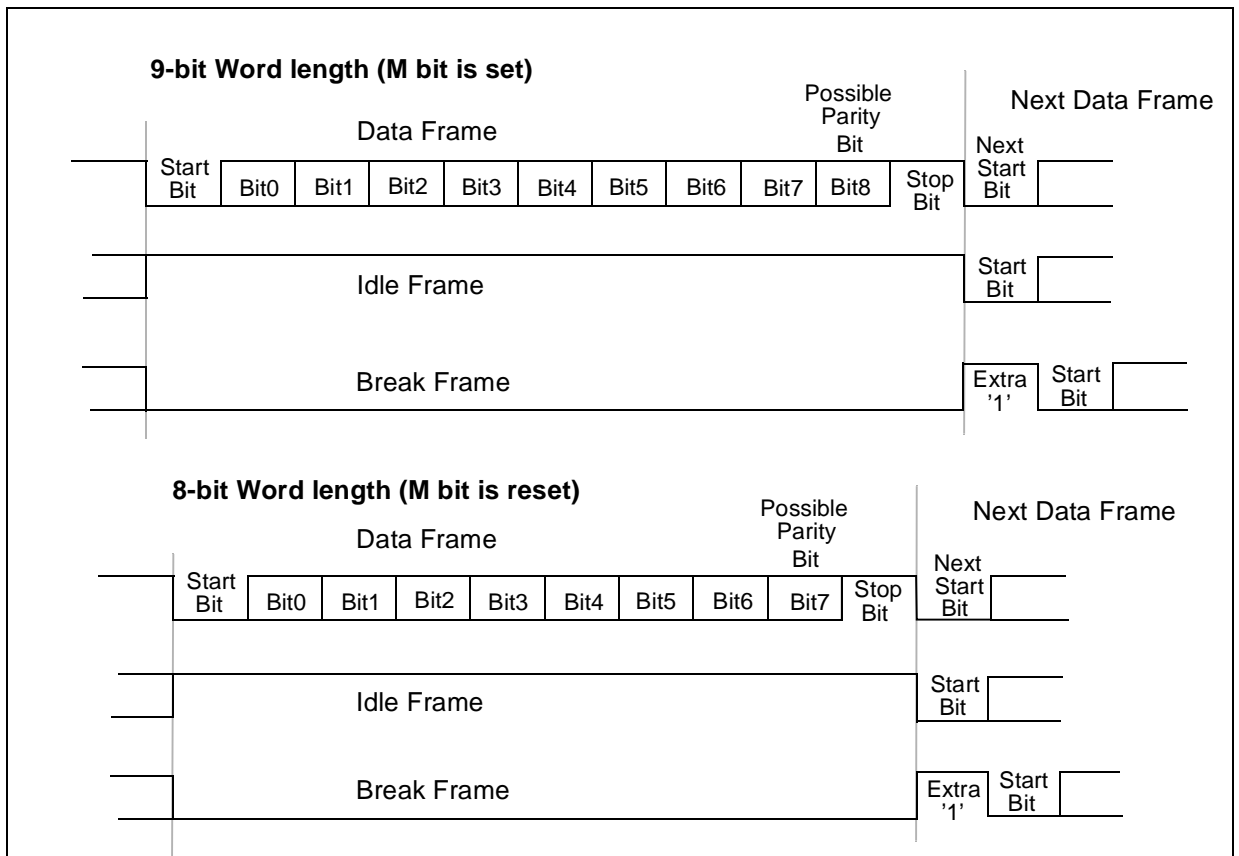 9-bit Word length (M bit is set)
Possible
Parity
Bit
Next Data Frame
Data Frame
Start
Bit
Bit0
Bit1
Bit2
Bit3
Bit4
Bit5
Bit6
Bit7
Bit8
Stop
Bit
Next
Start
Bit
Idle Frame
Start
Bit
Break Frame
Extra
'1'
Start
Bit
8-bit Word length (M bit is reset)
Possible
Parity
Bit
Next Data Frame
Data Frame
Start
Bit
Bit0
Bit1
Bit2
Bit3
Bit4
Bit5
Bit6
Bit7
Stop
Bit
Next
Start
Bit
Idle Frame
Start
Bit
Break Frame
Extra
'1'
Start
Bit